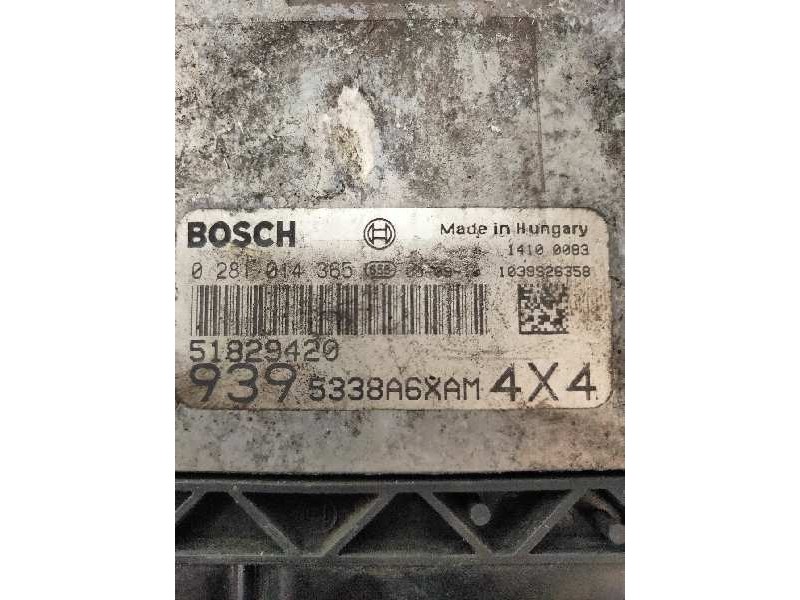 BOSCH
Made in Hungary
1410 0083
0 281 014 365
1039S26358
51829420
939 5338A6XAM 4X4